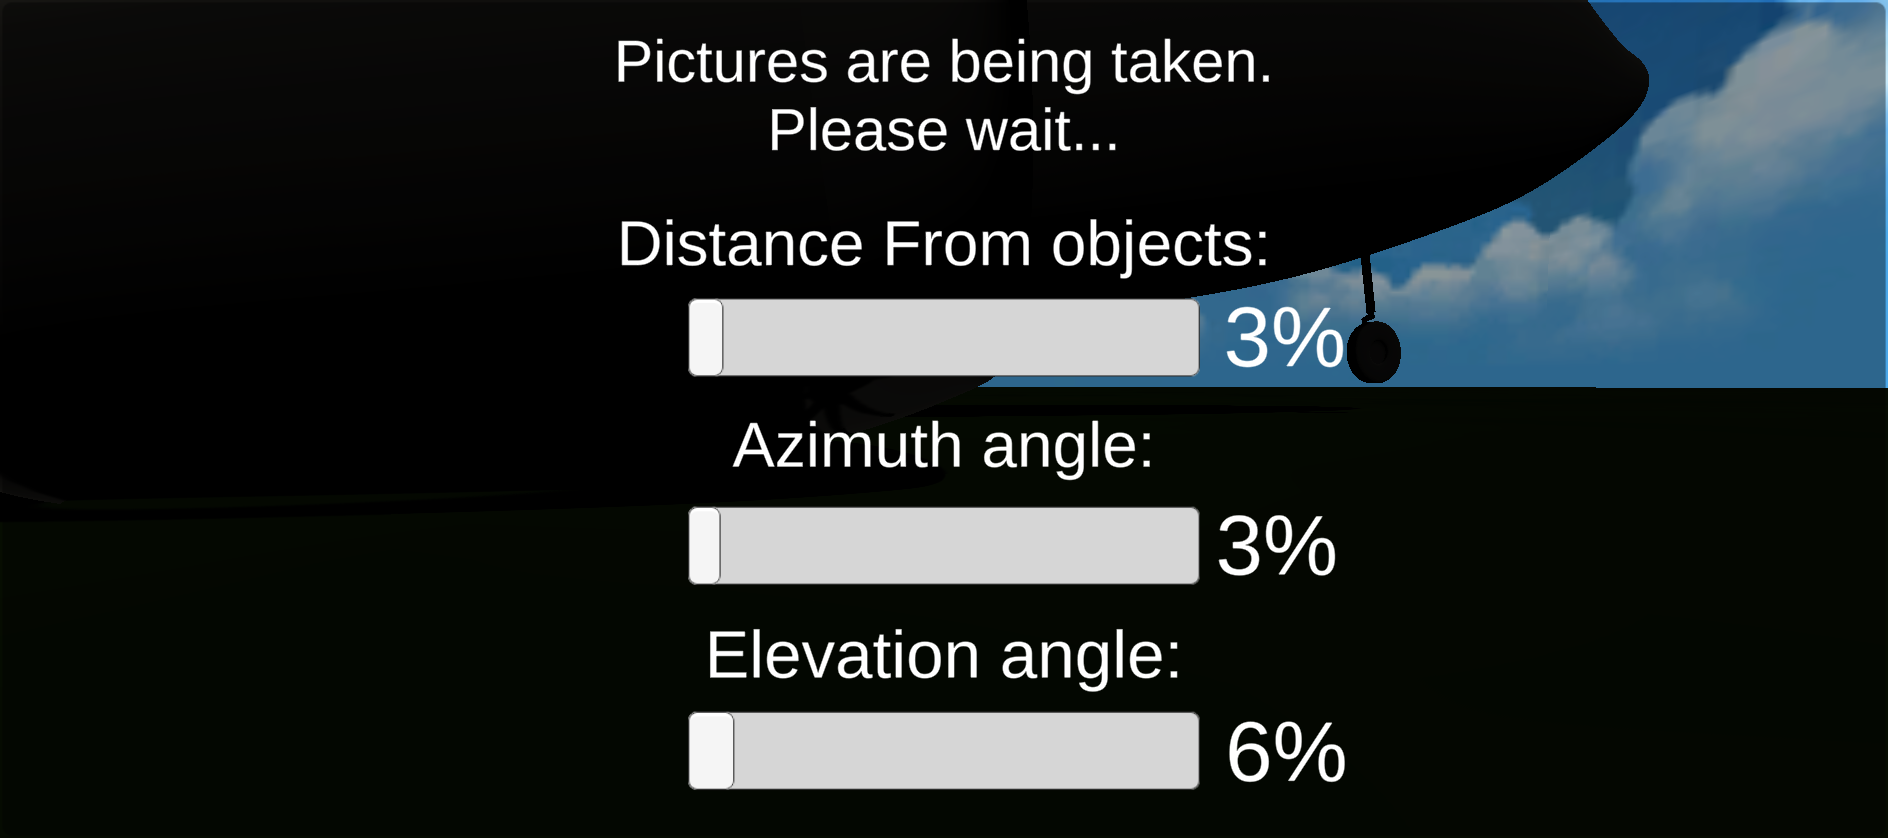 Pictures are being taken.
Please wait...
Distance From objects:
3%
Azimuth angle:
3%
Elevation angle:
6%